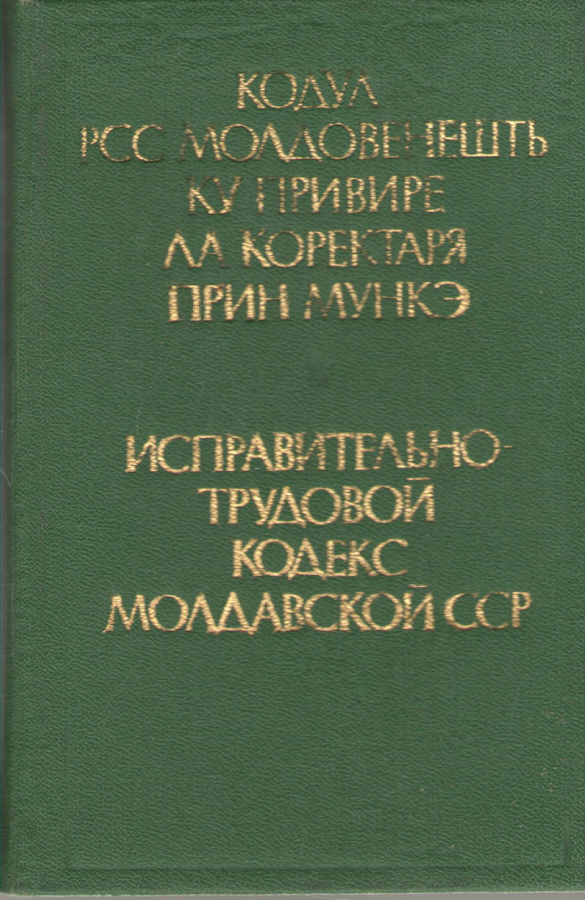 КОДУЛ
РСС МОЛДОВЕНЕШТЬ
КУ ПРИВИРЕ
ЛА КОРЕКТАРЯ
ПРИН МУНКЭ
ИСПРАВИТЕЛЬНО-
ТРУДОВОЙ
КОДЕКС
МОЛДАВСКОЙ ССР